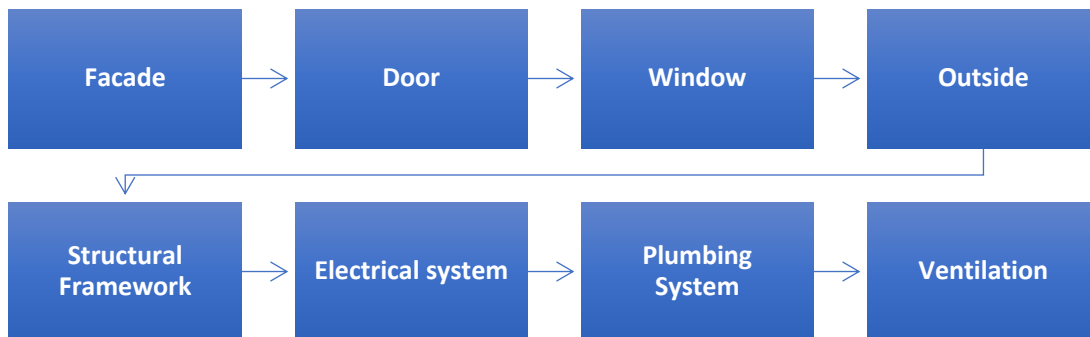 Facade
Door
Window
Outside
Structural
Framework
Electrical system
Plumbing
System
Ventilation